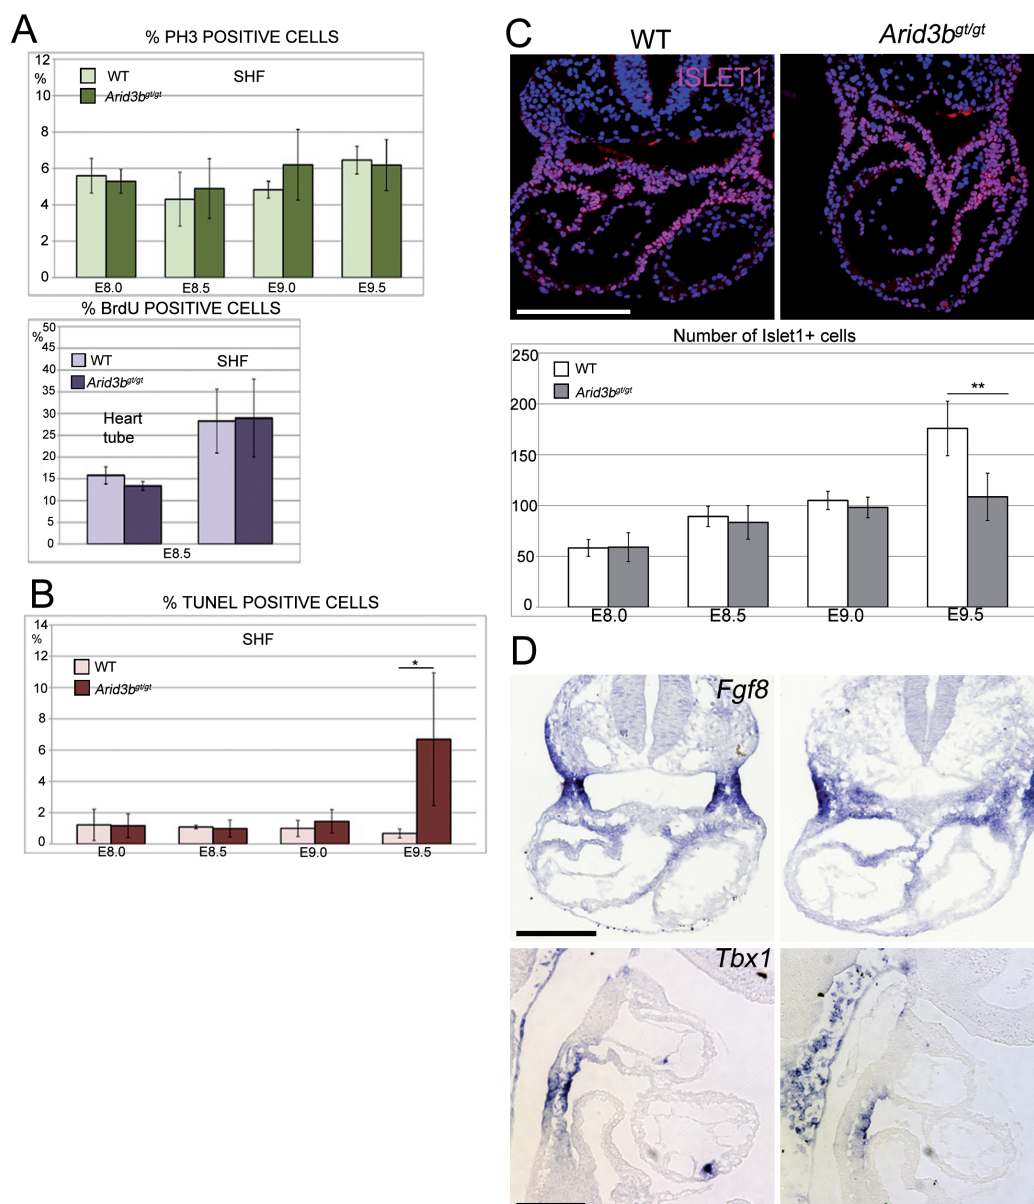 A
% PH3 POSITIVE CELLS
12
%
10
8
6
4
2
0
WT
Arid3bgt/gt
SHF
E8.0 E8.5 E9.0 E9.5
% BrdU POSITIVE CELLS
50
%
45
40
35
30
25
20
15
10
5
0
WT
Arid3bgt/gt
SHF
Heart
tube
E8.5
B
% TUNEL POSITIVE CELLS
14
%
12
10
8
6
4
2
0
SHF
WT
Arid3bgt/gt
*
E8.0 E8.5 E9.0 E9.5
C
WT
Arid3bgt/gt
ISLET1
Number of Islet1+ cells
250
200
150
100
50
0
WT
Arid3bgt/gt
**
E8.0 E8.5 E9.0 E9.5
D
Fgf8
Tbx1